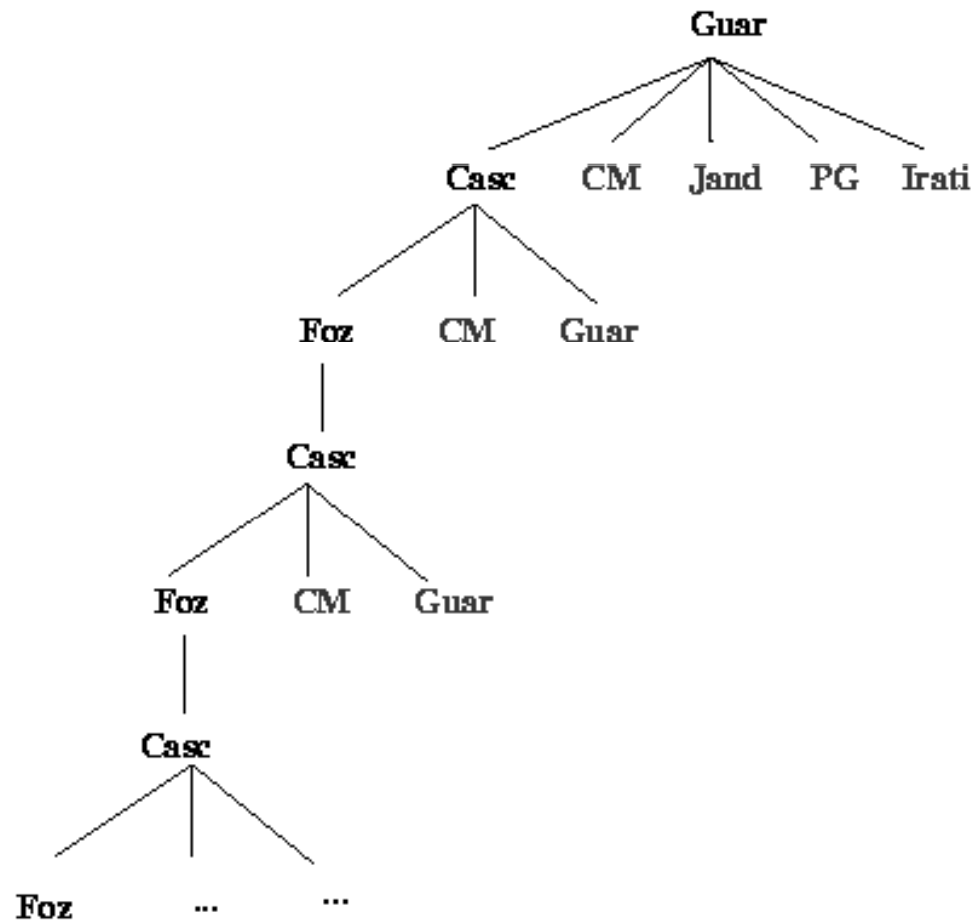 Guar
Casc CM Jand PG Irati
Foz CM Guar
Casc
Foz CM Guar
Casc
Foz ... ...